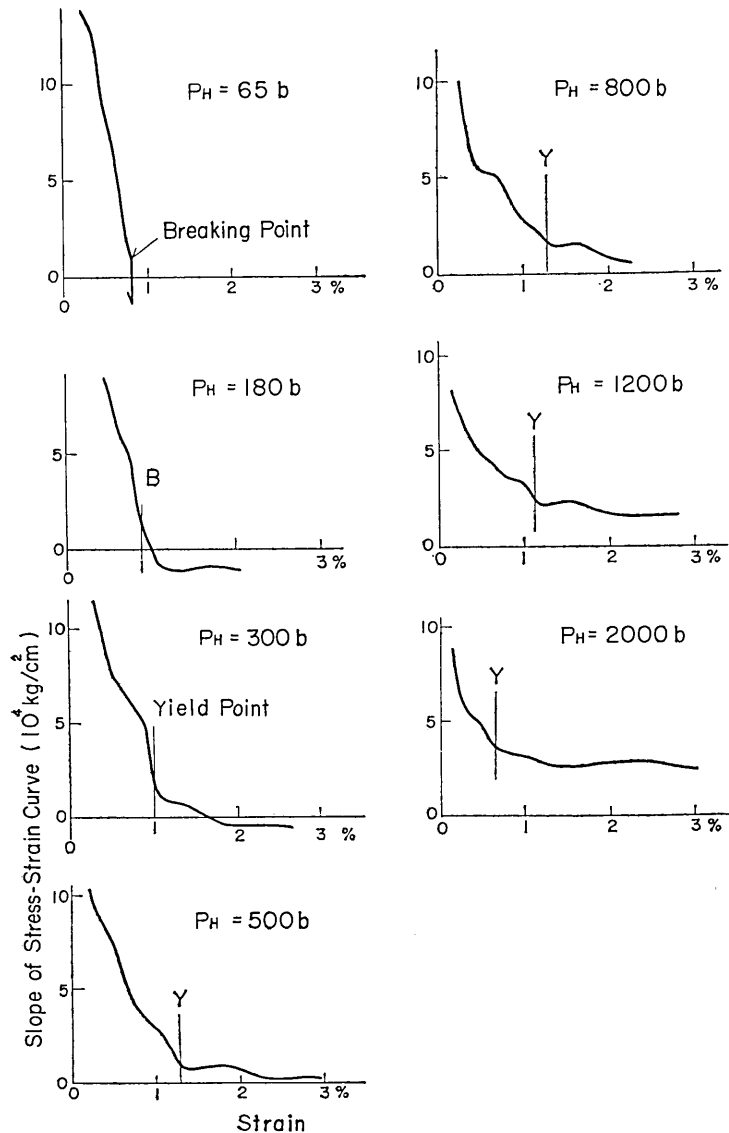 10
5
0
0
1
2
3 %
PH = 65 b
Breaking Point
5
0
0
3 %
PH = 180 b
B
10
5
0
0
1
2
3 %
PH = 300 b
Yield Point
10
5
0
0
1
2
3 %
PH = 500 b
Y
Slope of Stress-Strain Curve (10⁴ kg/cm²)
Strain
10
5
0
0
1
2
3 %
PH = 800 b
Y
10
5
0
0
1
2
3 %
PH = 1200 b
Y
10
5
0
0
1
2
3 %
PH = 2000 b
Y